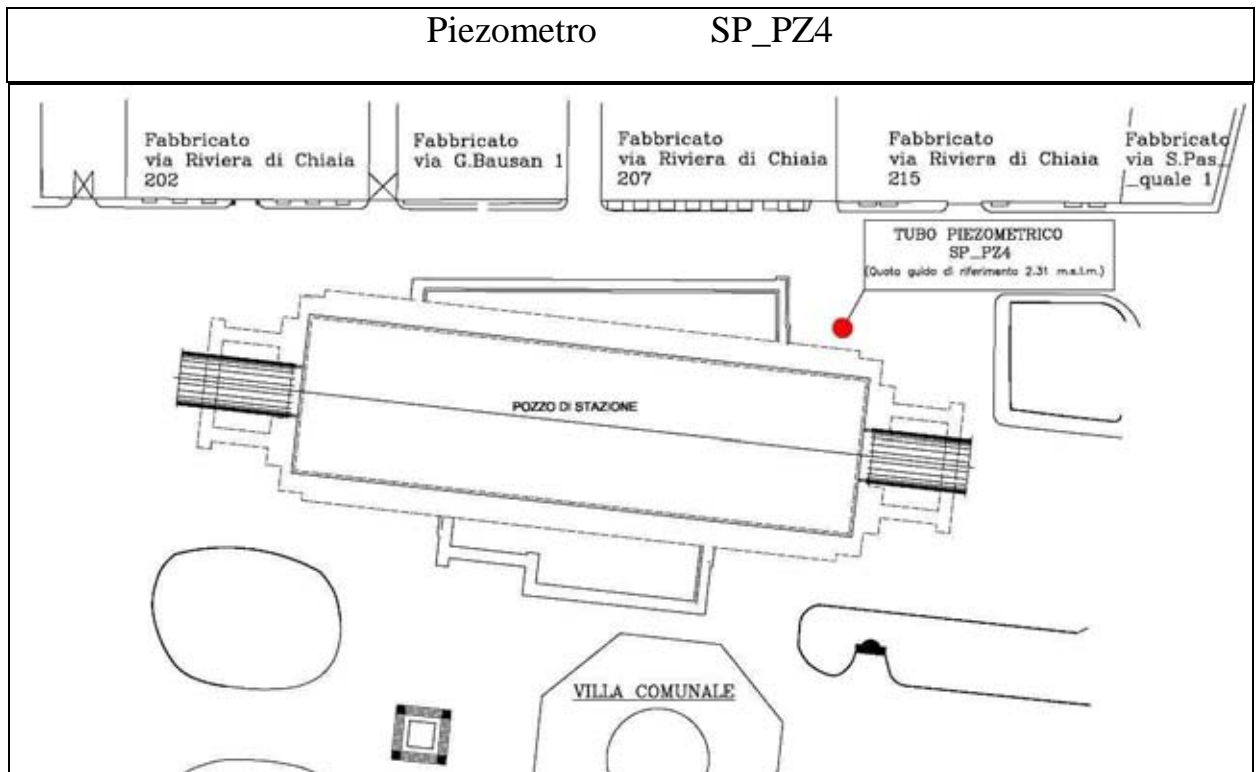 Piezometro SP_PZ4
Fabbricato
via Riviera di Chiaia
202
Fabbricato
via G.Bausan 1
Fabbricato
via Riviera di Chiaia
207
Fabbricato
via Riviera di Chiaia
215
Fabbricato
via S.Pas_
_quale 1
TUBO PIEZOMETRICO
SP_PZ4
(Quota guida di riferimento 2.31 m.s.l.m.)
POZZO DI STAZIONE
VILLA COMUNALE